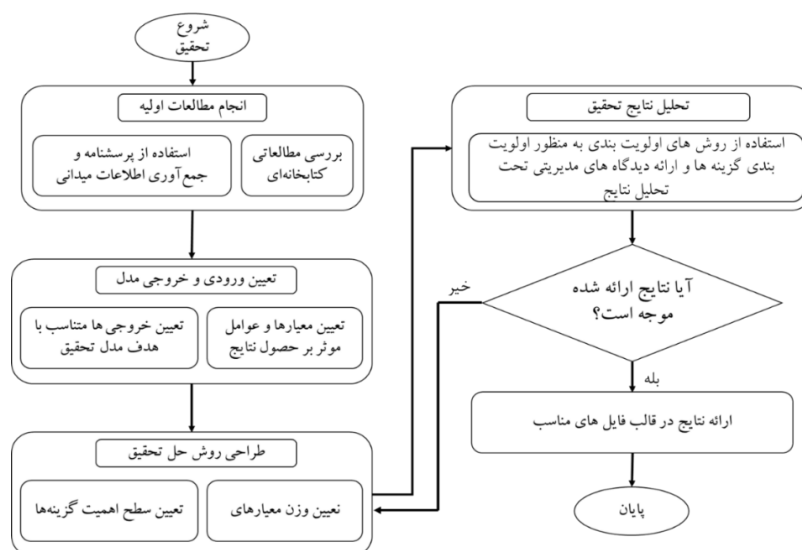 شروع
تحقیق
انجام مطالعات اولیه
بررسی مطالعاتی
کتابخانه‌ای
استفاده از پرسشنامه و
جمع‌آوری اطلاعات میدانی
تعیین ورودی و خروجی مدل
تعیین معیارها و عوامل
موثر بر حصول نتایج
تعیین خروجی ها متناسب با
هدف مدل تحقیق
طراحی روش حل تحقیق
نعیین وزن معیارهای
تعیین سطح اهمیت گزینه‌ها
تحلیل نتایج تحقیق
استفاده از روش های اولویت بندی به منظور اولویت
بندی گزینه ها و ارائه دیدگاه های مدیریتی تحت
تحلیل نتایج
آیا نتایج ارائه شده
موجه است؟
خیر
بله
ارائه نتایج در قالب فایل های مناسب
پایان